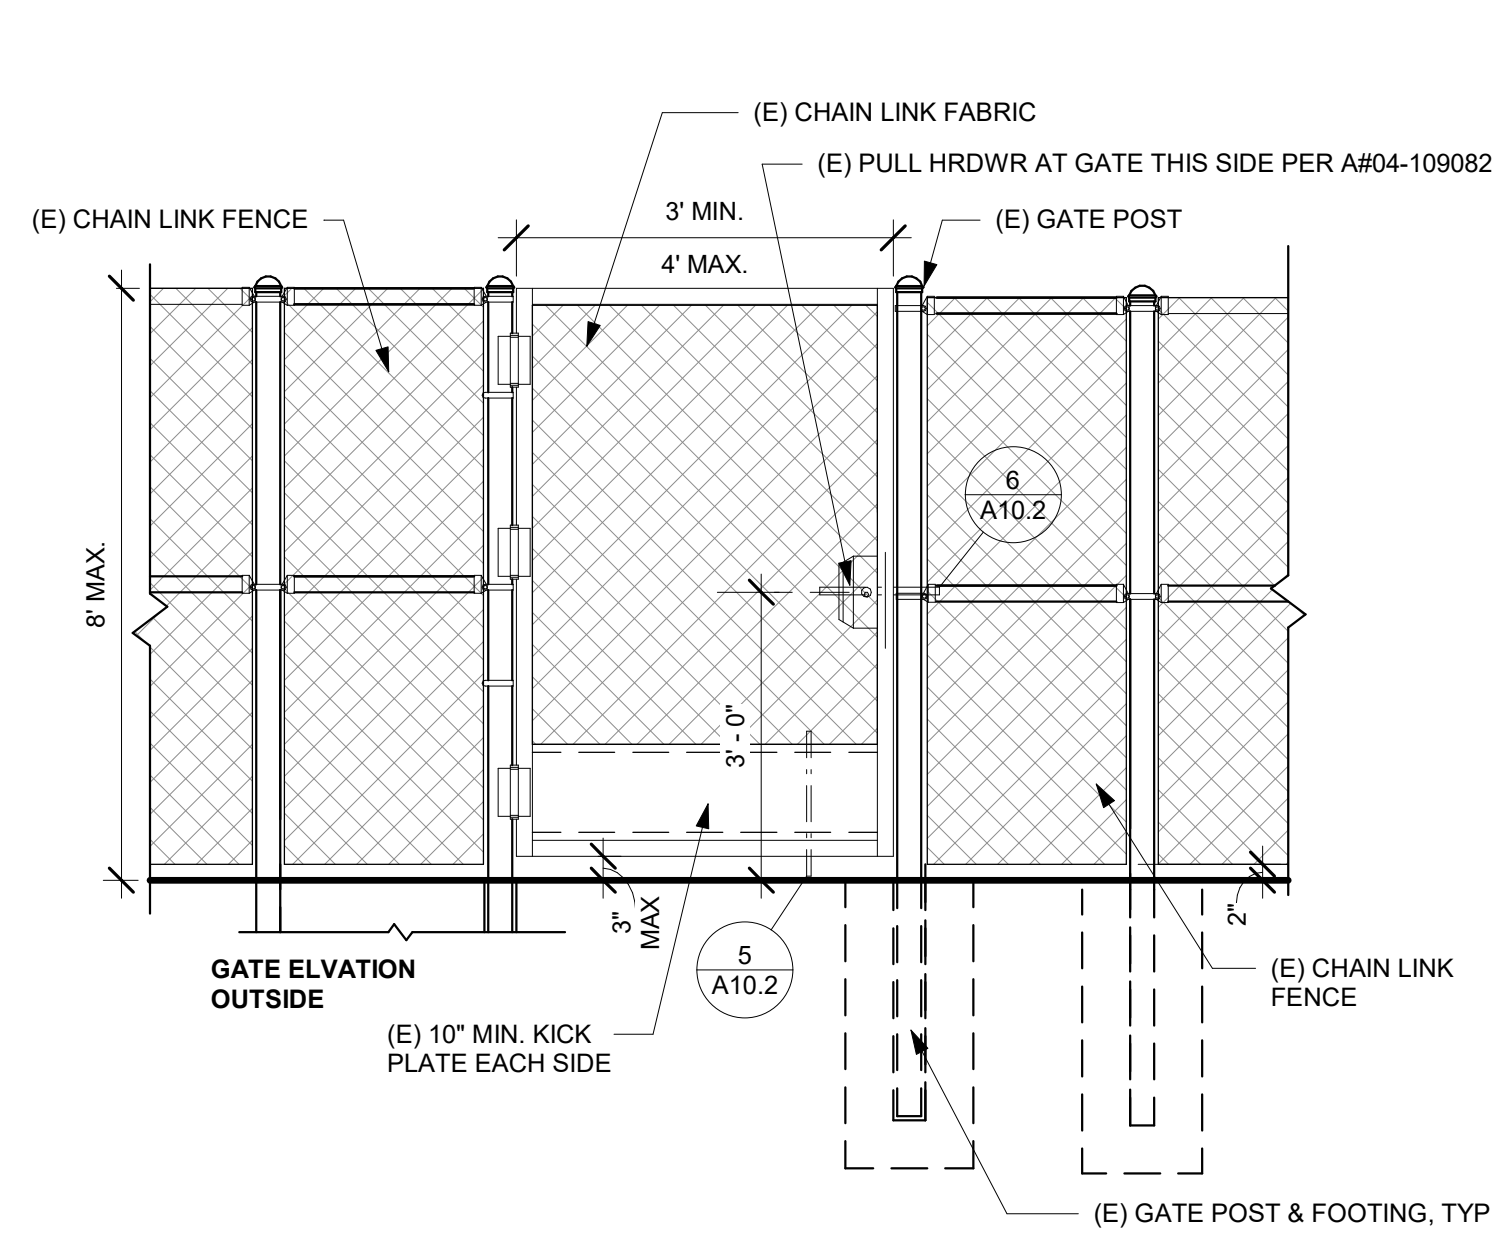 (E) CHAIN LINK FABRIC
(E) PULL HRDWR AT GATE THIS SIDE PER A#04-109082
3' MIN.
(E) CHAIN LINK FENCE
(E) GATE POST
4' MAX.
6
A10.2
8' MAX.
3' - 0"
3"
MAX
2"
5
A10.2
GATE ELVATION
OUTSIDE
(E) CHAIN LINK
FENCE
(E) 10" MIN. KICK
PLATE EACH SIDE
(E) GATE POST & FOOTING, TYP